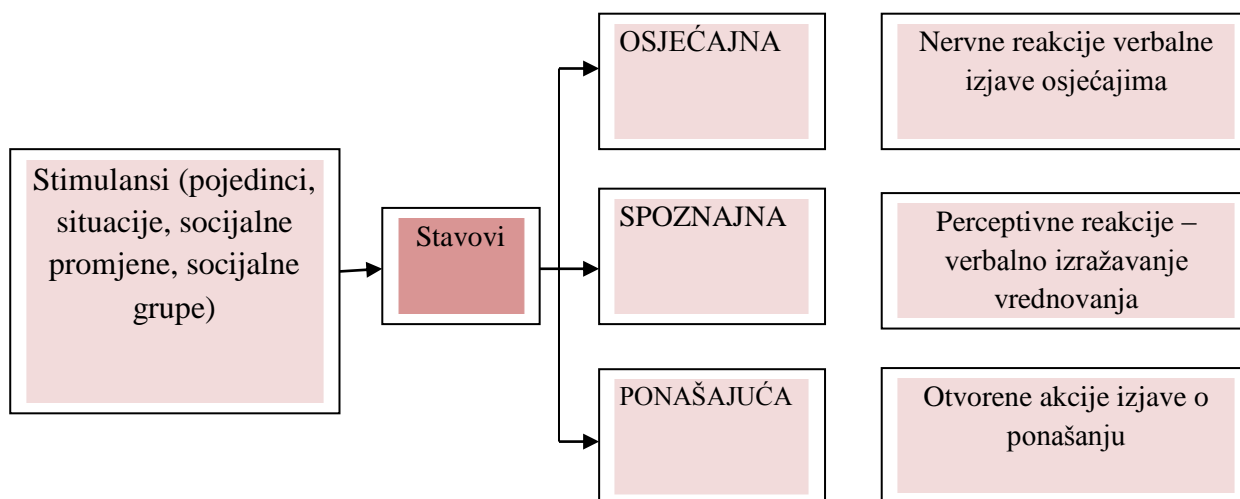 Stimulansi (pojedinci,
situacije, socijalne
promjene, socijalne
grupe)
Stavovi
OSJEĆAJNA
Nervne reakcije verbalne
izjave osjećajima
SPOZNAJNA
Perceptivne reakcije –
verbalno izražavanje
vrednovanja
PONAŠAJUĆA
Otvorene akcije izjave o
ponašanju